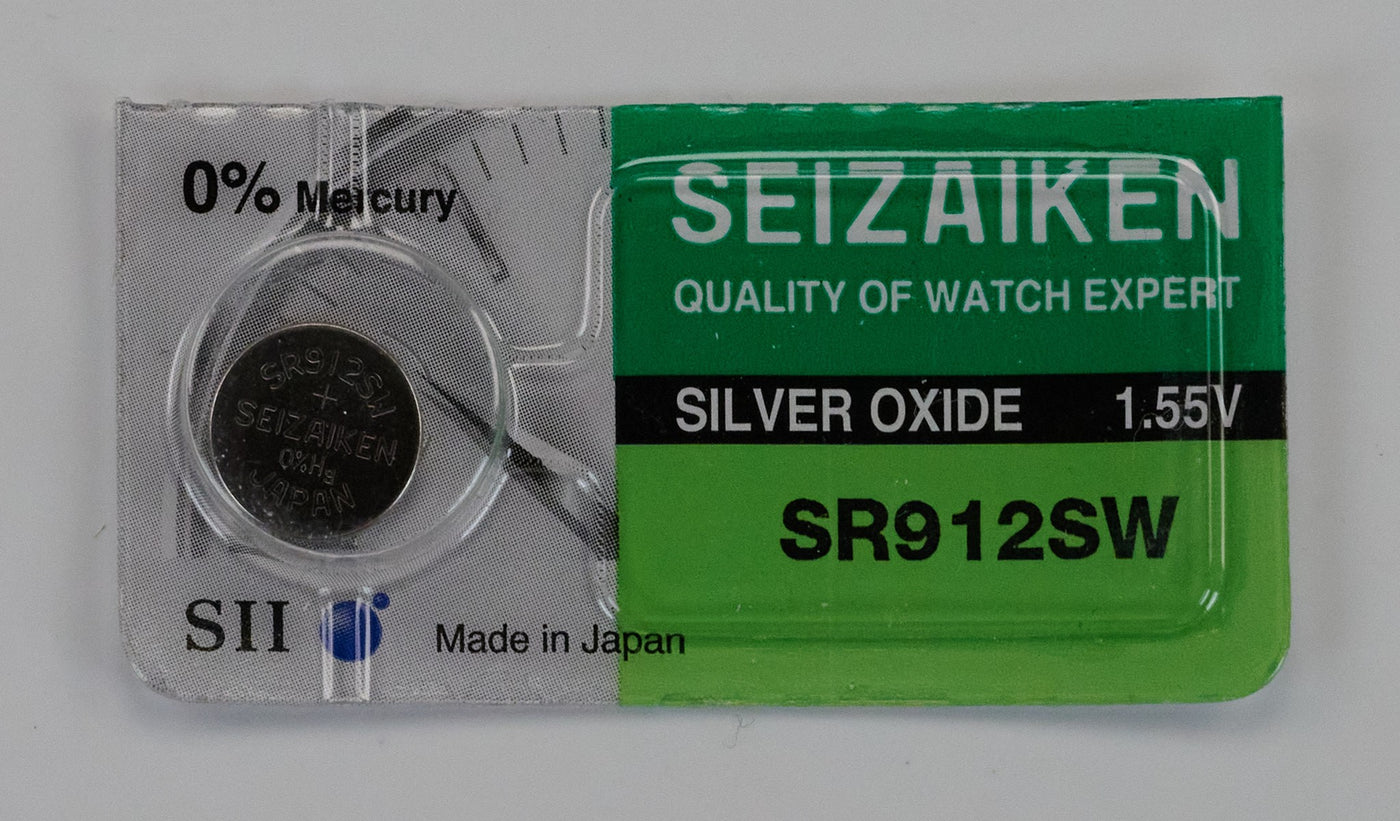 0% Mercury
SR912SW
+
SEIZAIKEN
0%Hg
JAPAN
SII
Made in Japan
SEIZAIKEN
QUALITY OF WATCH EXPERT
SILVER OXIDE 1.55V
SR912SW